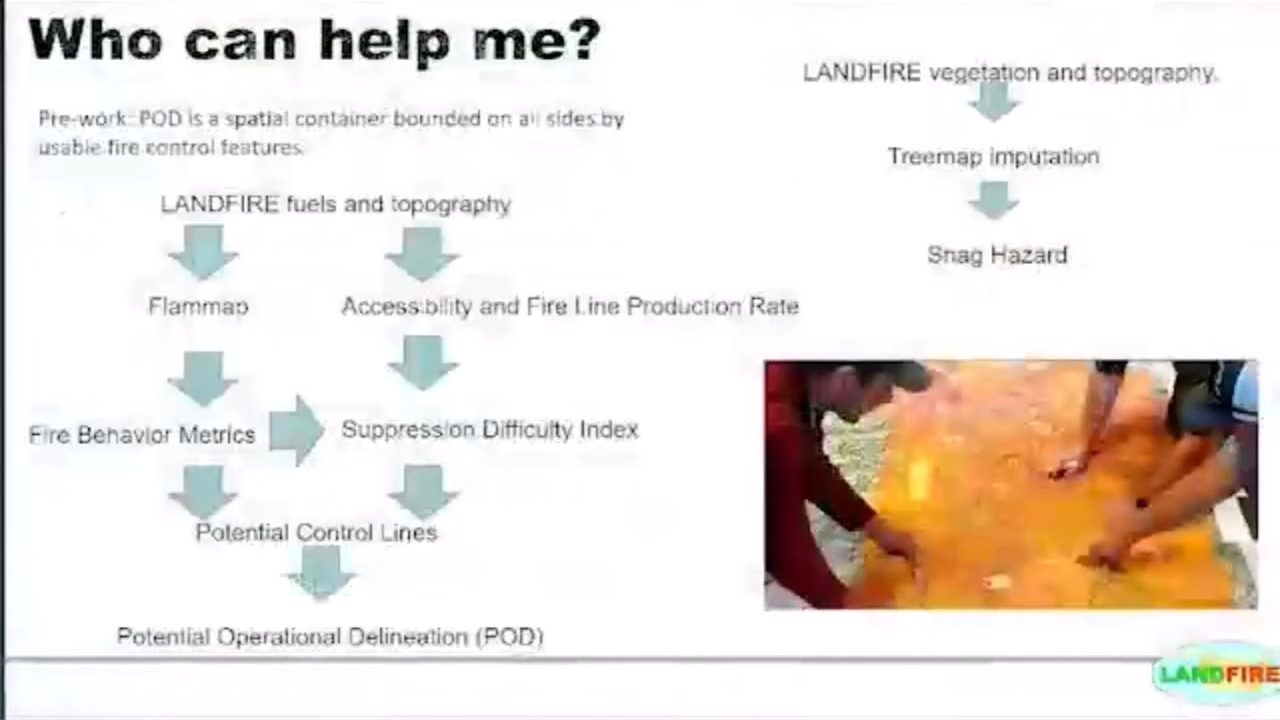 Who can help me?
Pre-work: POD is a spatial container bounded on all sides by
usable fire control features.
LANDFIRE fuels and topography
Flammap
Accessibility and Fire Line Production Rate
Fire Behavior Metrics
Suppression Difficulty Index
Potential Control Lines
Potential Operational Delineation (POD)
LANDFIRE vegetation and topography.
Treemap imputation
Snag Hazard
LANDFIRE